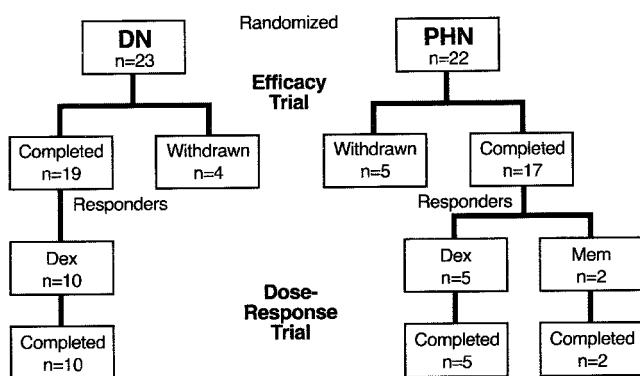 Randomized
DN
n=23
PHN
n=22
Efficacy
Trial
Completed
n=19
Withdrawn
n=4
Withdrawn
n=5
Completed
n=17
Responders
Responders
Dex
n=10
Dex
n=5
Mem
n=2
Dose-
Response
Trial
Completed
n=10
Completed
n=5
Completed
n=2